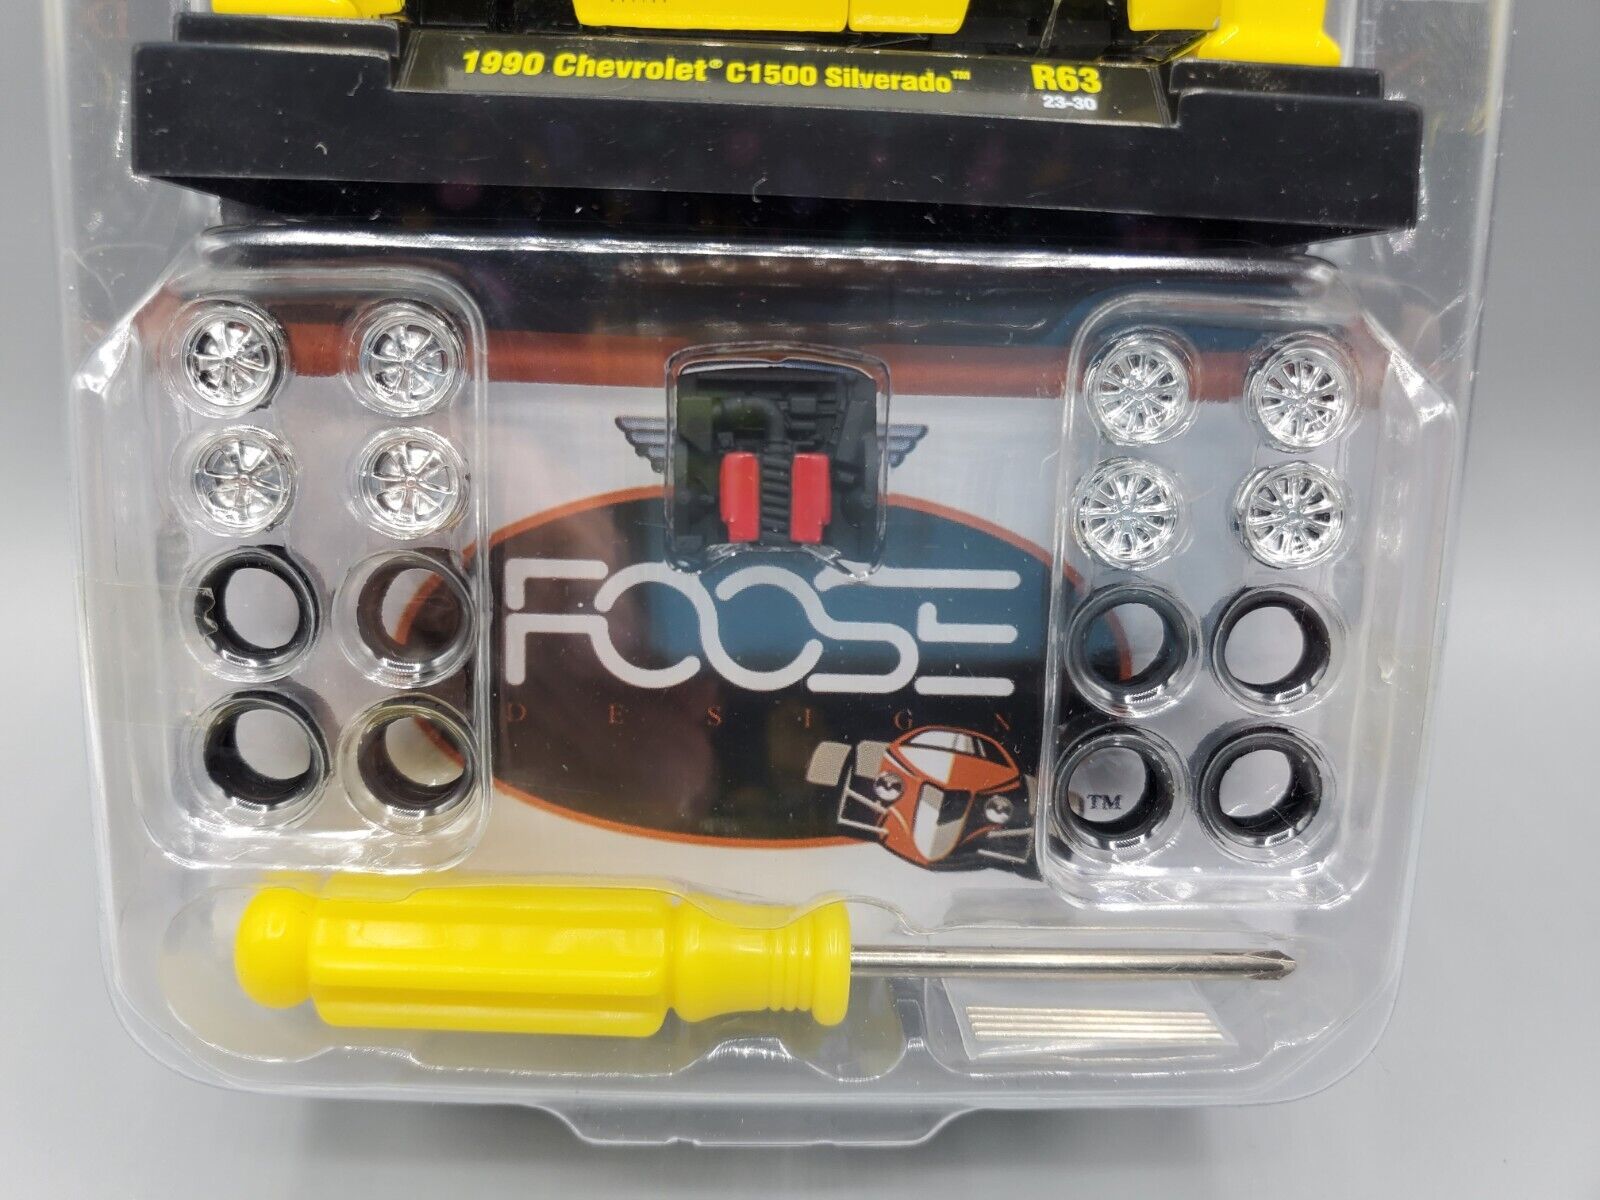 1990 Chevrolet® C1500 Silverado™ R63
23-30
FOOSE
DESIGN
TM